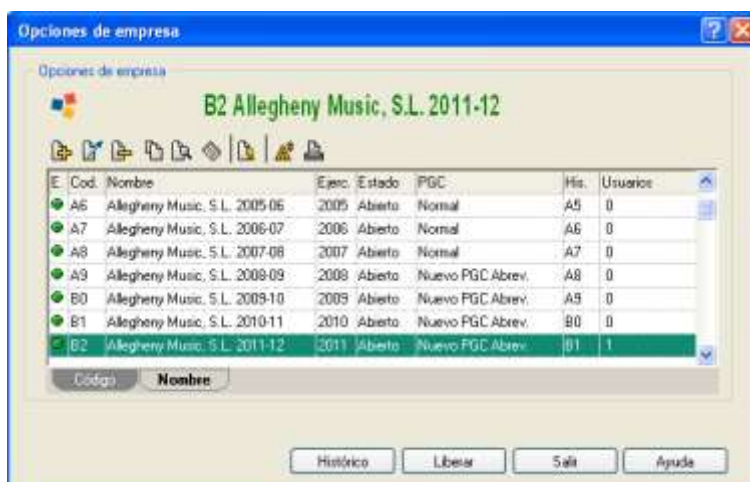 Opciones de empresa
Opciones de empresa
B2 Allegheny Music, S.L. 2011-12
E. Cod. Nombre Ejerc. Estado PGC His. Usuarios
A6 Allegheny Music, S.L. 2005-06 2005 Abierto Normal A5 0
A7 Allegheny Music, S.L. 2006-07 2006 Abierto Normal A6 0
A8 Allegheny Music, S.L. 2007-08 2007 Abierto Normal A7 0
A9 Allegheny Music, S.L. 2008-09 2008 Abierto Nuevo PGC Abrev. A8 0
B0 Allegheny Music, S.L. 2009-10 2009 Abierto Nuevo PGC Abrev. A9 0
B1 Allegheny Music, S.L. 2010-11 2010 Abierto Nuevo PGC Abrev. B0 0
B2 Allegheny Music, S.L. 2011-12 2011 Abierto Nuevo PGC Abrev. B1 1
Código Nombre
Histórico Liberar Salir Ayuda